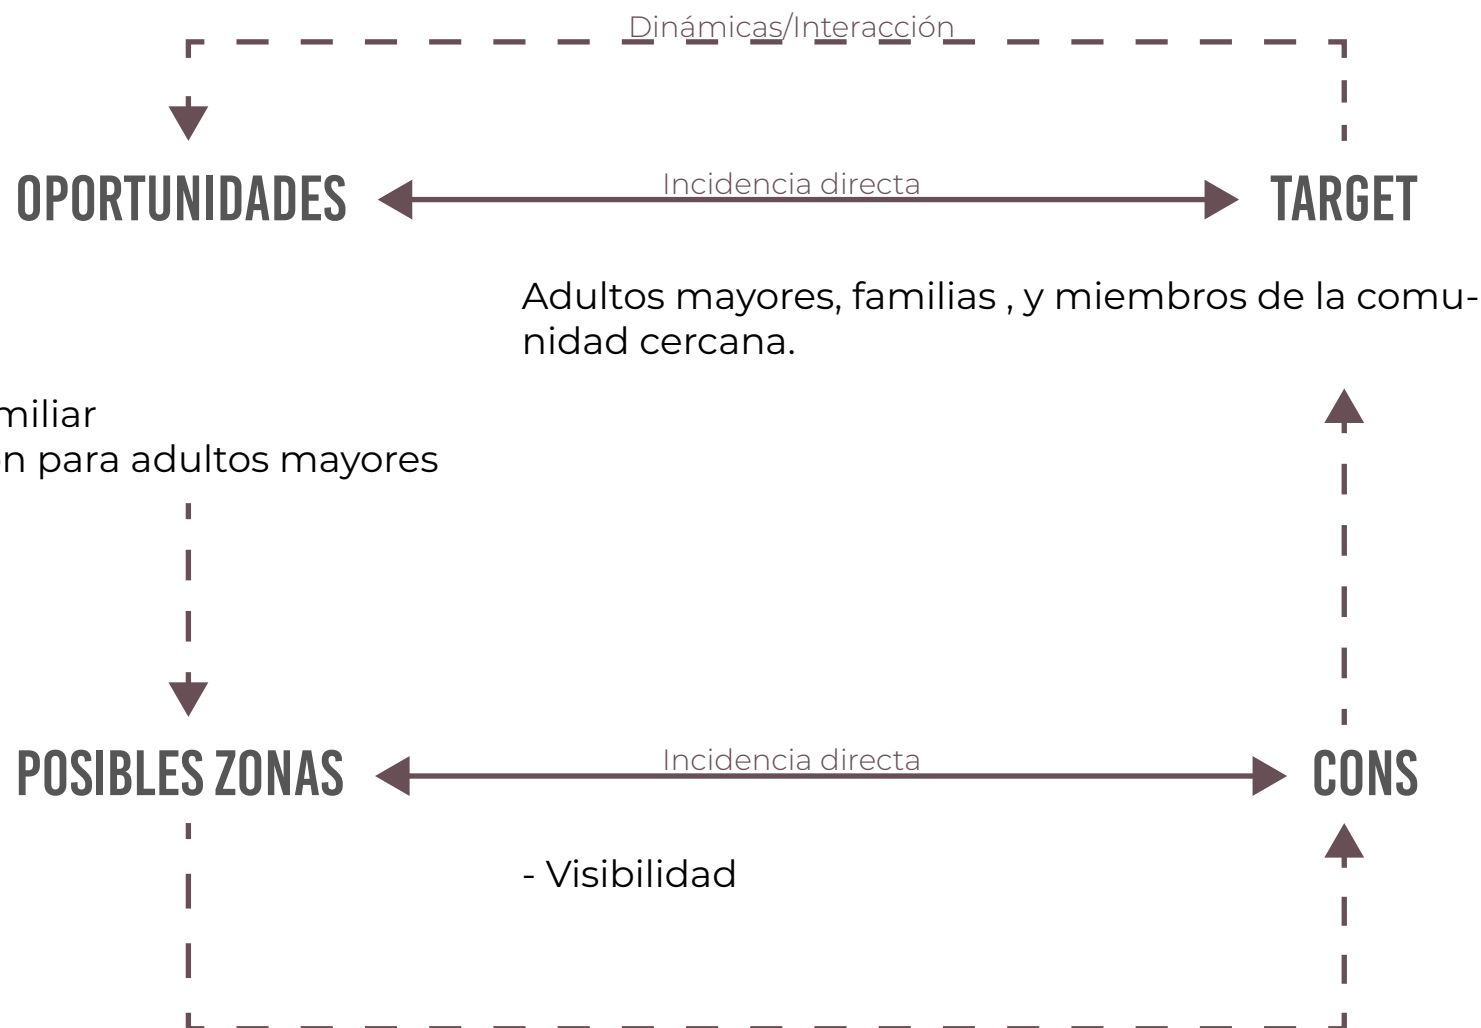 Dinámicas/Interacción
OPORTUNIDADES
Incidencia directa
TARGET
Adultos mayores, familias , y miembros de la comu-
nidad cercana.
miliar
n para adultos mayores
POSIBLES ZONAS
Incidencia directa
CONS
- Visibilidad